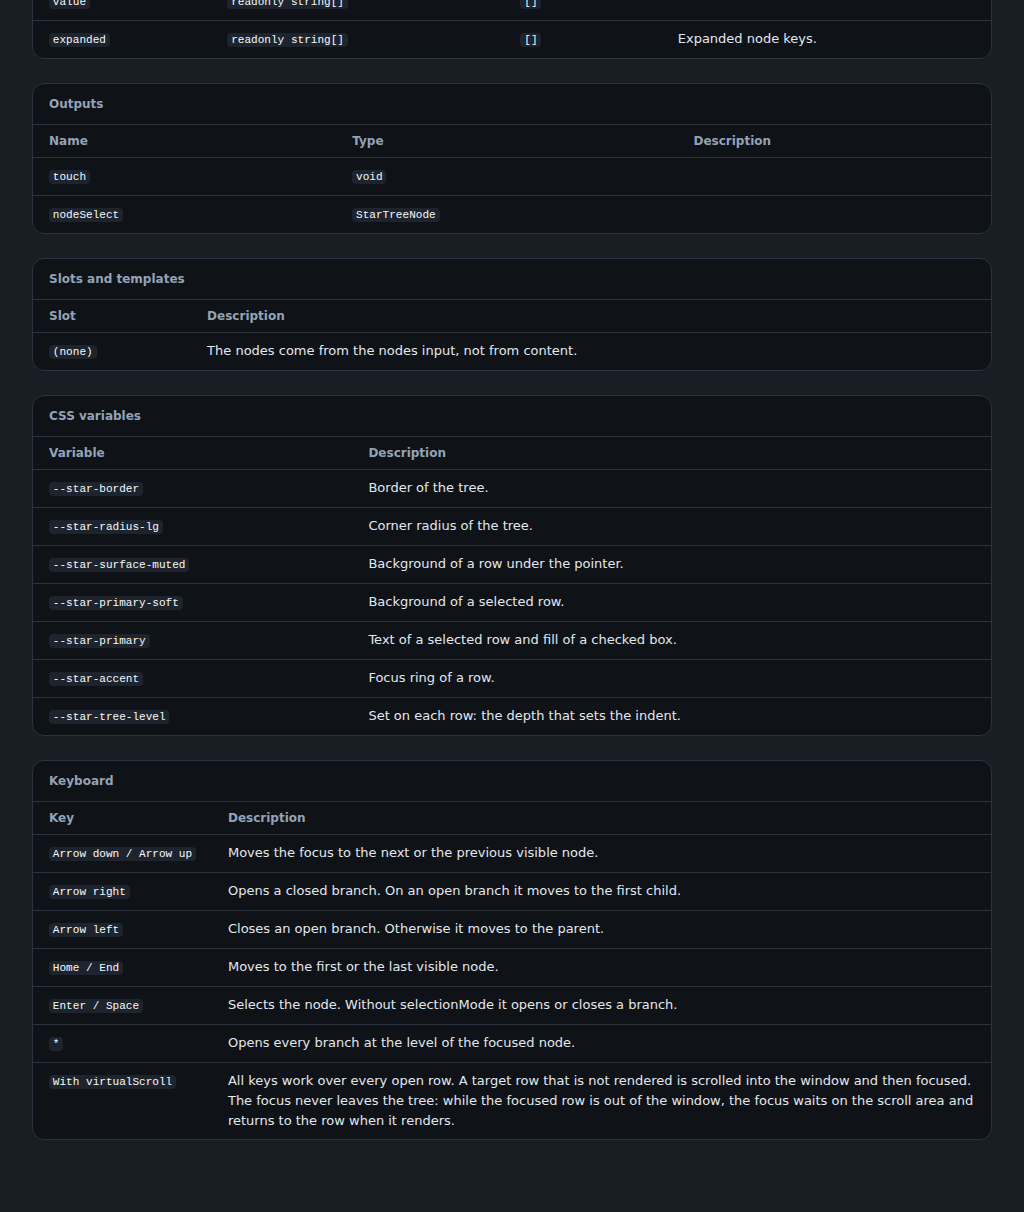 value readonly string[] []
expanded readonly string[] [] Expanded node keys.
Outputs
Name Type Description
touch void
nodeSelect StarTreeNode
Slots and templates
Slot Description
(none) The nodes come from the nodes input, not from content.
CSS variables
Variable Description
--star-border Border of the tree.
--star-radius-lg Corner radius of the tree.
--star-surface-muted Background of a row under the pointer.
--star-primary-soft Background of a selected row.
--star-primary Text of a selected row and fill of a checked box.
--star-accent Focus ring of a row.
--star-tree-level Set on each row: the depth that sets the indent.
Keyboard
Key Description
Arrow down / Arrow up Moves the focus to the next or the previous visible node.
Arrow right Opens a closed branch. On an open branch it moves to the first child.
Arrow left Closes an open branch. Otherwise it moves to the parent.
Home / End Moves to the first or the last visible node.
Enter / Space Selects the node. Without selectionMode it opens or closes a branch.
* Opens every branch at the level of the focused node.
With virtualScroll All keys work over every open row. A target row that is not rendered is scrolled into the window and then focused.
The focus never leaves the tree: while the focused row is out of the window, the focus waits on the scroll area and
returns to the row when it renders.